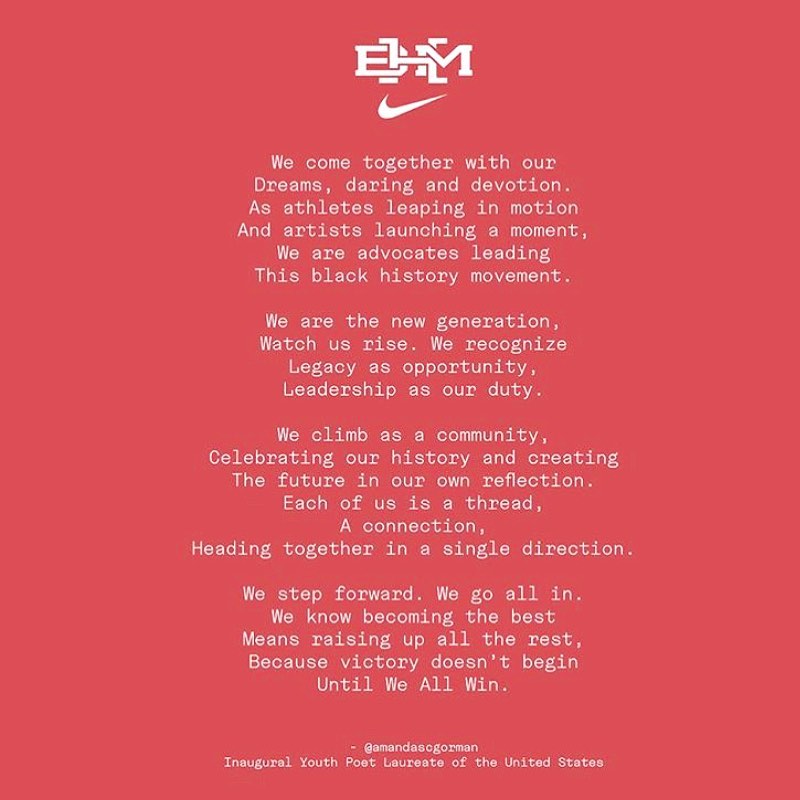 BHM
We come together with our
Dreams, daring and devotion.
As athletes leaping in motion
And artists launching a moment,
We are advocates leading
This black history movement.
We are the new generation,
Watch us rise. We recognize
Legacy as opportunity,
Leadership as our duty.
We climb as a community,
Celebrating our history and creating
The future in our own reflection.
Each of us is a thread,
A connection,
Heading together in a single direction.
We step forward. We go all in.
We know becoming the best
Means raising up all the rest,
Because victory doesn't begin
Until We All Win.
- @amandascgorman
Inaugural Youth Poet Laureate of the United States